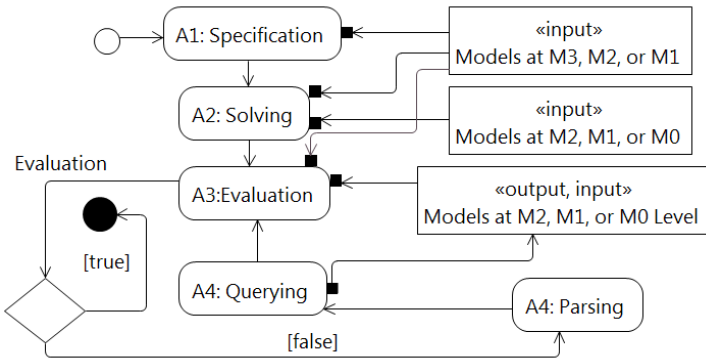 A1: Specification
«input»
Models at M3, M2, or M1
A2: Solving
«input»
Models at M2, M1, or M0
Evaluation
A3:Evaluation
«output, input»
Models at M2, M1, or M0 Level
[true]
A4: Querying
A4: Parsing
[false]